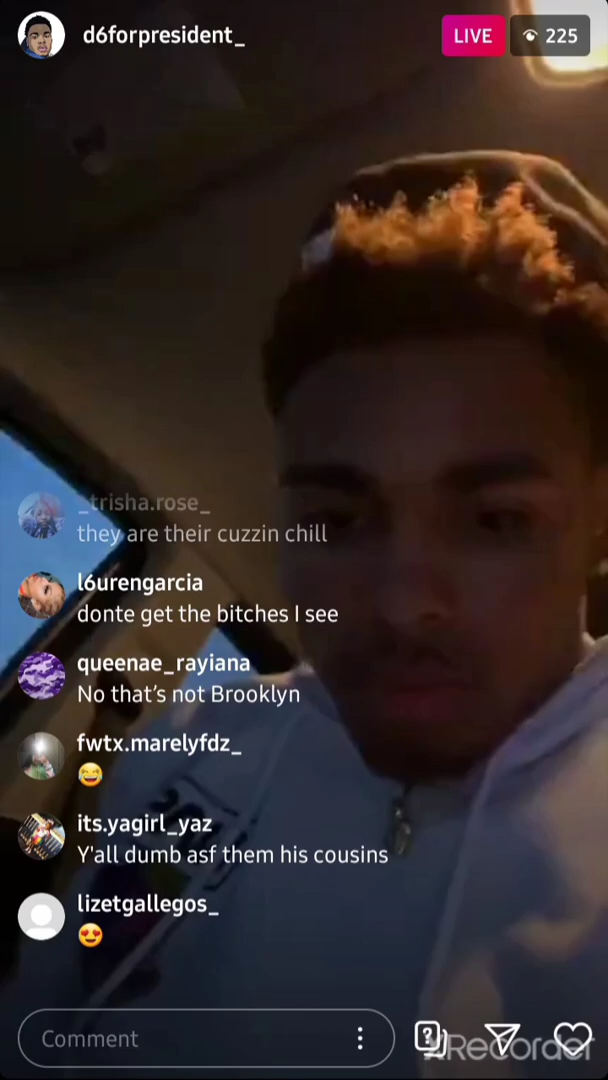 d6forpresident_
LIVE
225
_trisha.rose_
they are their cuzzin chill
l6urengarcia
donte get the bitches I see
queenae_rayiana
No that’s not Brooklyn
fwtx.marelyfdz_
😂
its.yagirl_yaz
Y'all dumb asf them his cousins
lizetgallegos_
😍
Comment
XRecorder